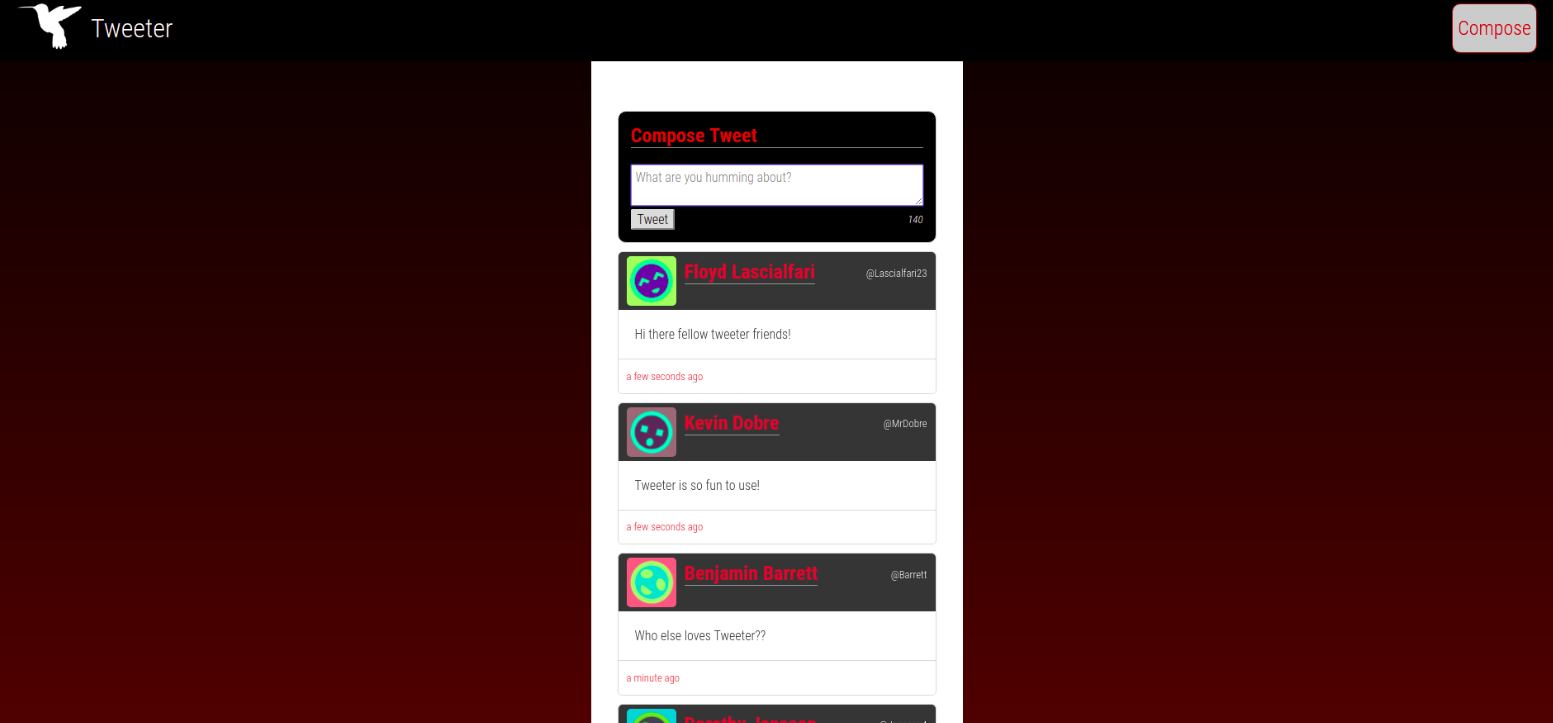 Tweeter
Compose
Compose Tweet
What are you humming about?
Tweet
140
Floyd Lascialfari
@Lascialfari23
Hi there fellow tweeter friends!
a few seconds ago
Kevin Dobre
@MrDobre
Tweeter is so fun to use!
a few seconds ago
Benjamin Barrett
@Barrett
Who else loves Tweeter??
a minute ago